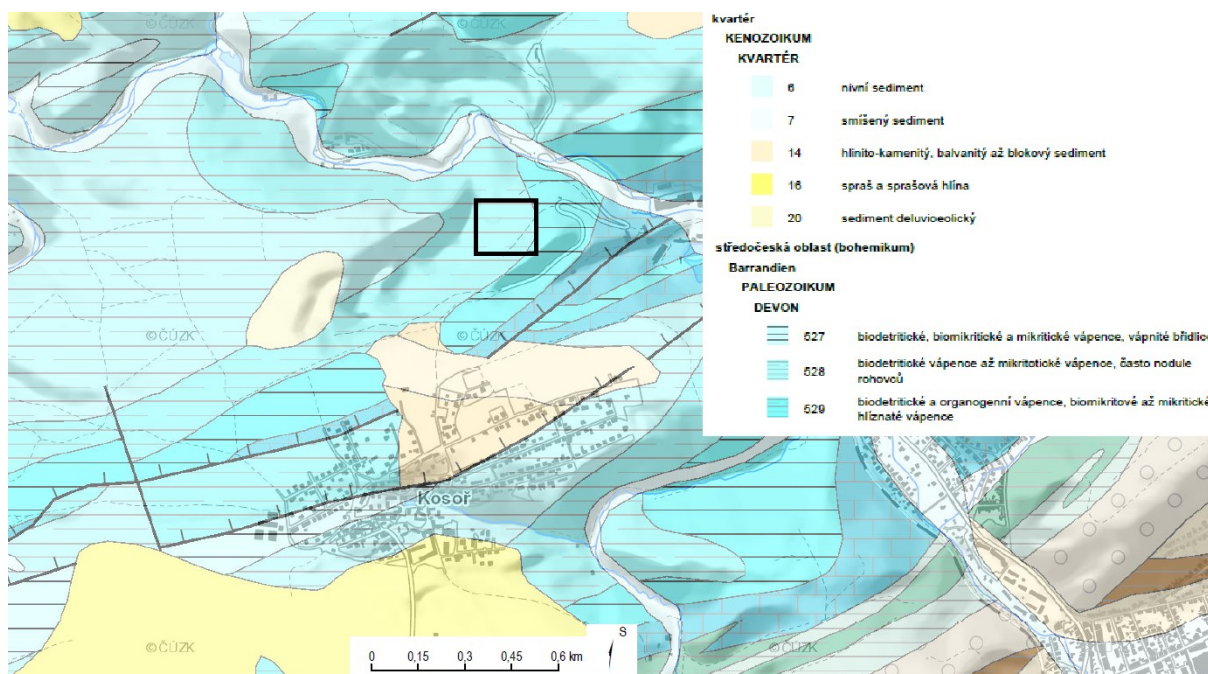 ©ČÚZK
©ČÚZK
©ČÚZK
©ČÚZK
Kosoř
©ČÚZK
©ČÚZK
0 0,15 0,3 0,45 0,6 km
S
kvartér
KENOZOIKUM
KVARTÉR
6 nivní sediment
7 smíšený sediment
14 hlinito-kamenitý, balvanitý až blokový sediment
16 spraš a sprašová hlína
20 sediment deluvioeolický
středočeská oblast (bohemikum)
Barrandien
PALEOZOIKUM
DEVON
527 biodetritické, biomikritické a mikritické vápence, vápnité břidlice
528 biodetritické vápence až mikritotické vápence, často nodule
rohovců
529 biodetritické a organogenní vápence, biomikritové až mikritické
hlíznaté vápence